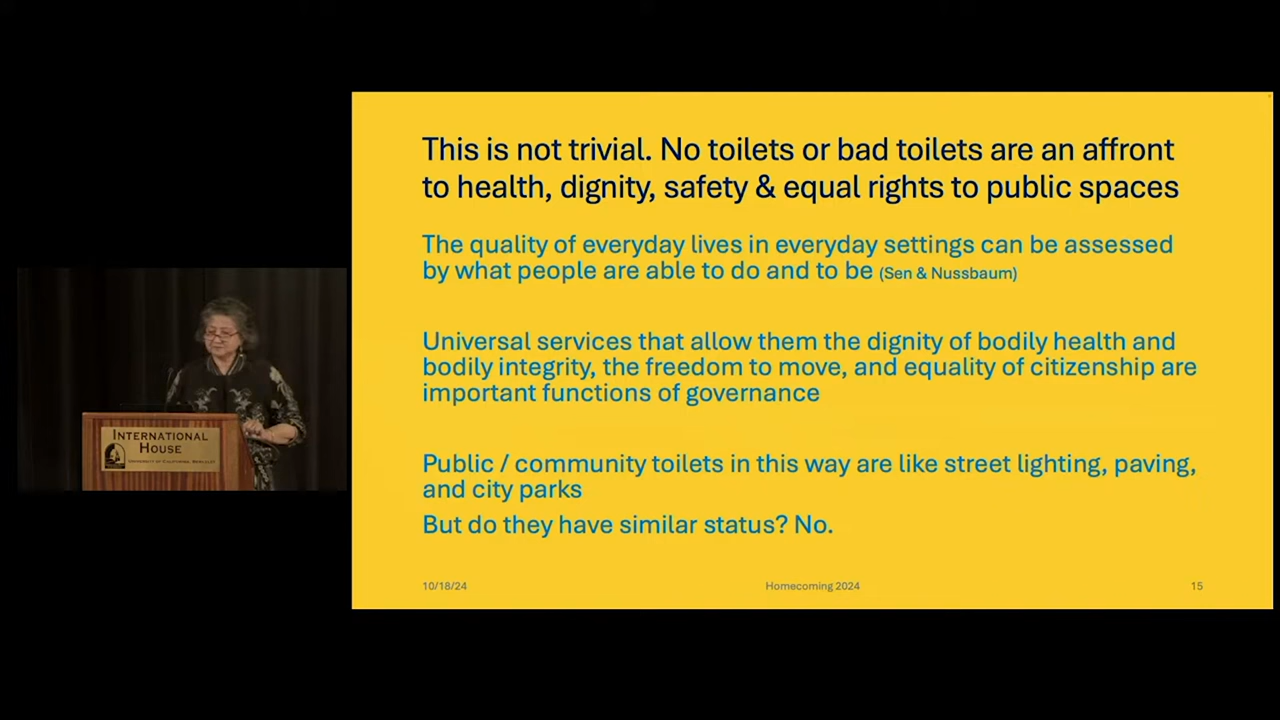 This is not trivial. No toilets or bad toilets are an affront
to health, dignity, safety & equal rights to public spaces
The quality of everyday lives in everyday settings can be assessed
by what people are able to do and to be (Sen & Nussbaum)
Universal services that allow them the dignity of bodily health and
bodily integrity, the freedom to move, and equality of citizenship are
important functions of governance
Public / community toilets in this way are like street lighting, paving,
and city parks
But do they have similar status? No.
10/18/24 Homecoming 2024 15
INTERNATIONAL
HOUSE
UNIVERSITY OF CALIFORNIA, BERKELEY